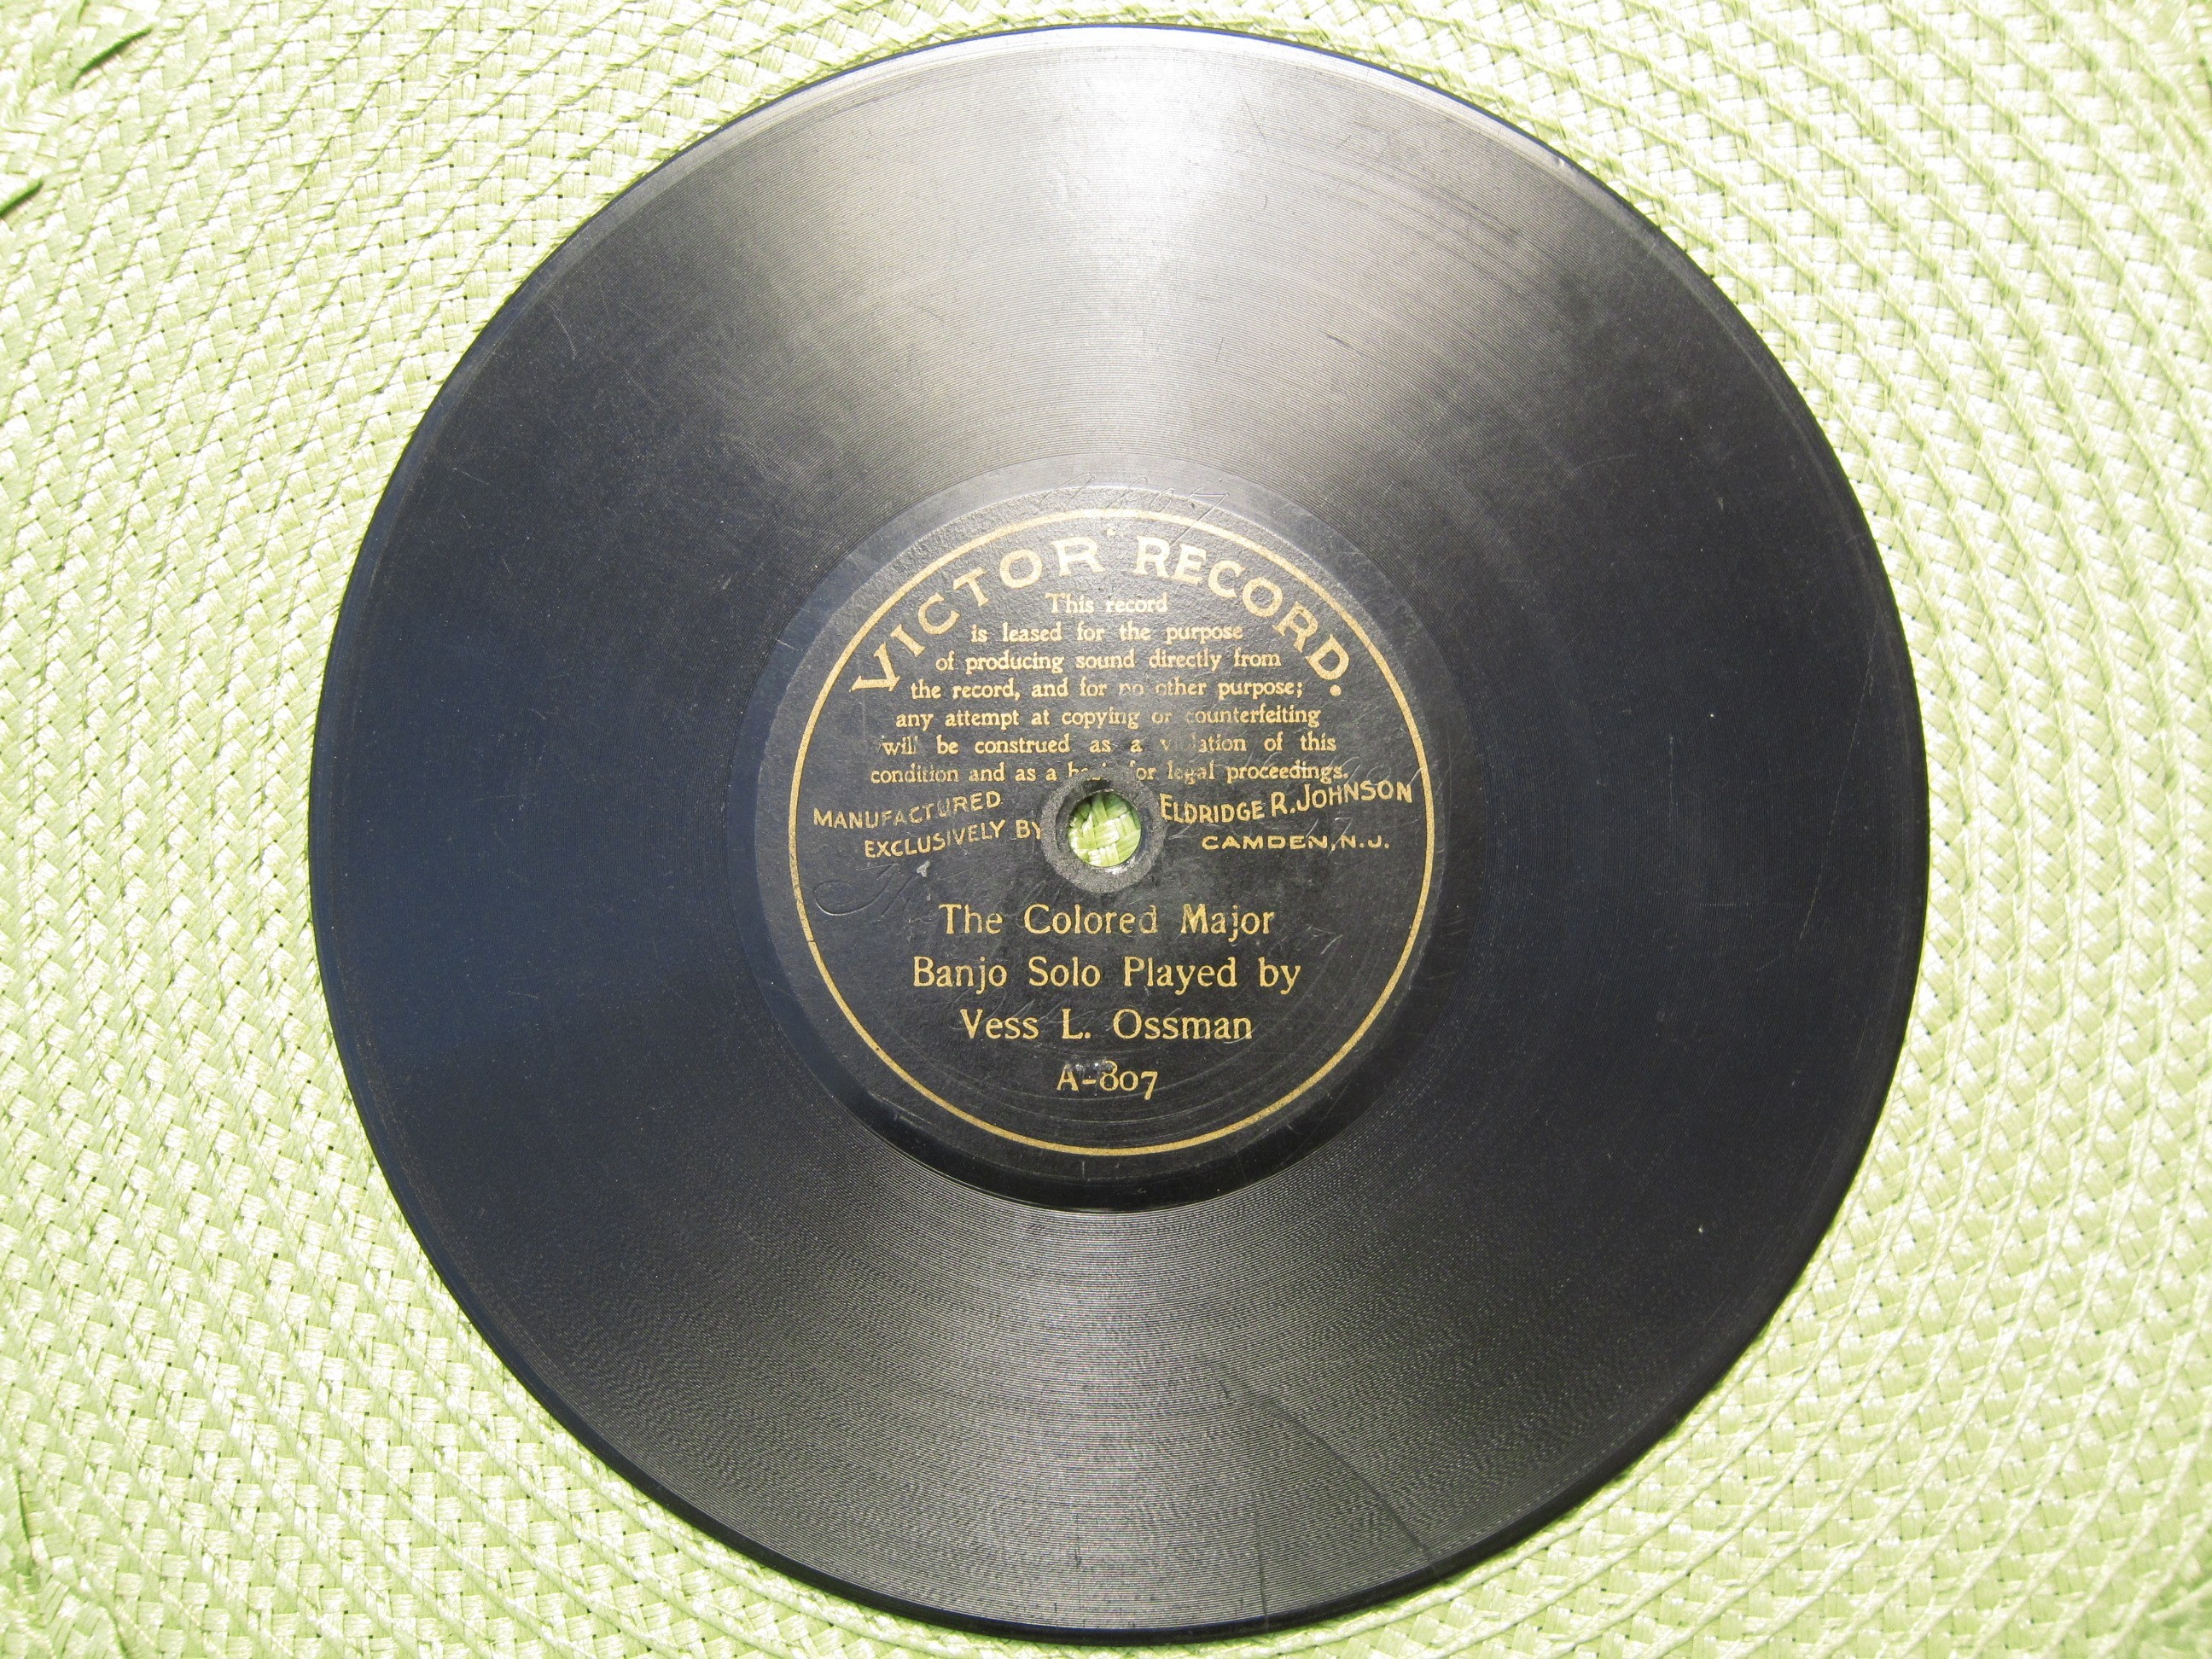 VICTOR RECORD.
This record
is leased for the purpose
of producing sound directly from
the record, and for no other purpose;
any attempt at copying or counterfeiting
will be construed as a violation of this
condition and as a basis for legal proceedings.
MANUFACTURED
EXCLUSIVELY BY
ELDRIDGE R. JOHNSON
CAMDEN, N.J.
The Colored Major
Banjo Solo Played by
Vess L. Ossman
A-807